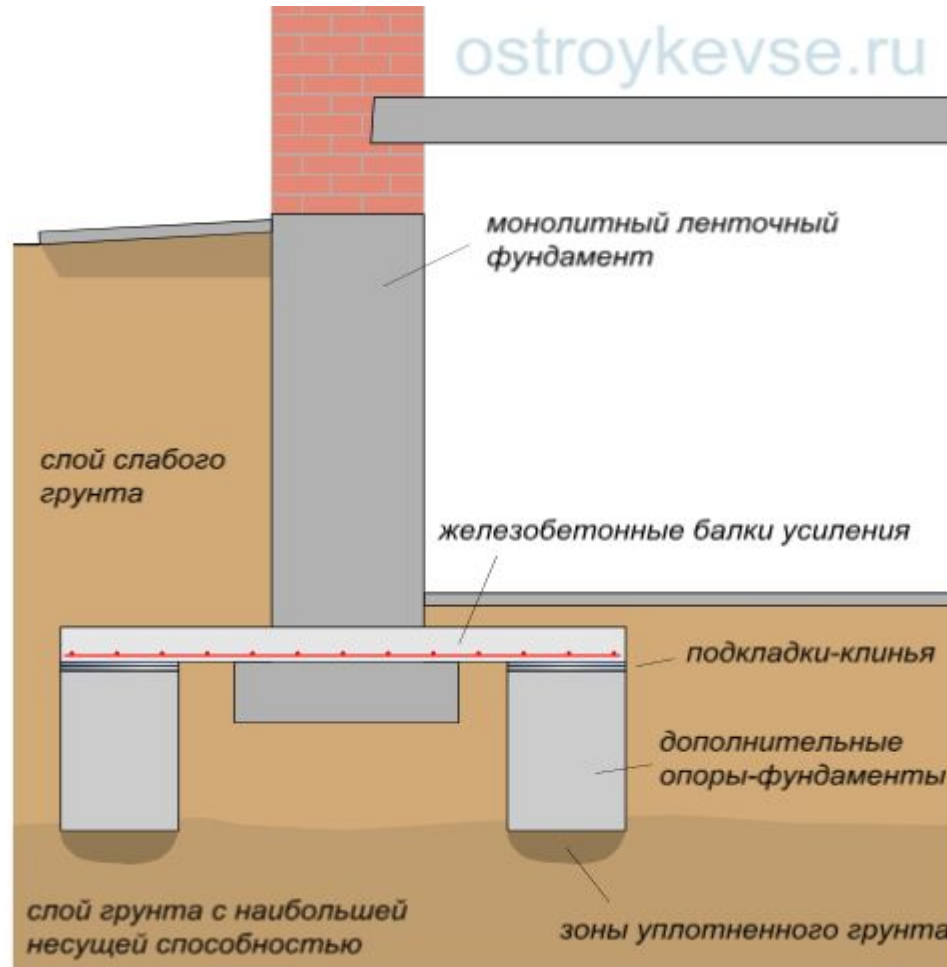 ostroykevse.ru
монолитный ленточный
фундамент
слой слабого
грунта
железобетонные балки усиления
подкладки-клинья
дополнительные
опоры-фундаменты
слой грунта с наибольшей
несущей способностью
зоны уплотненного грунта